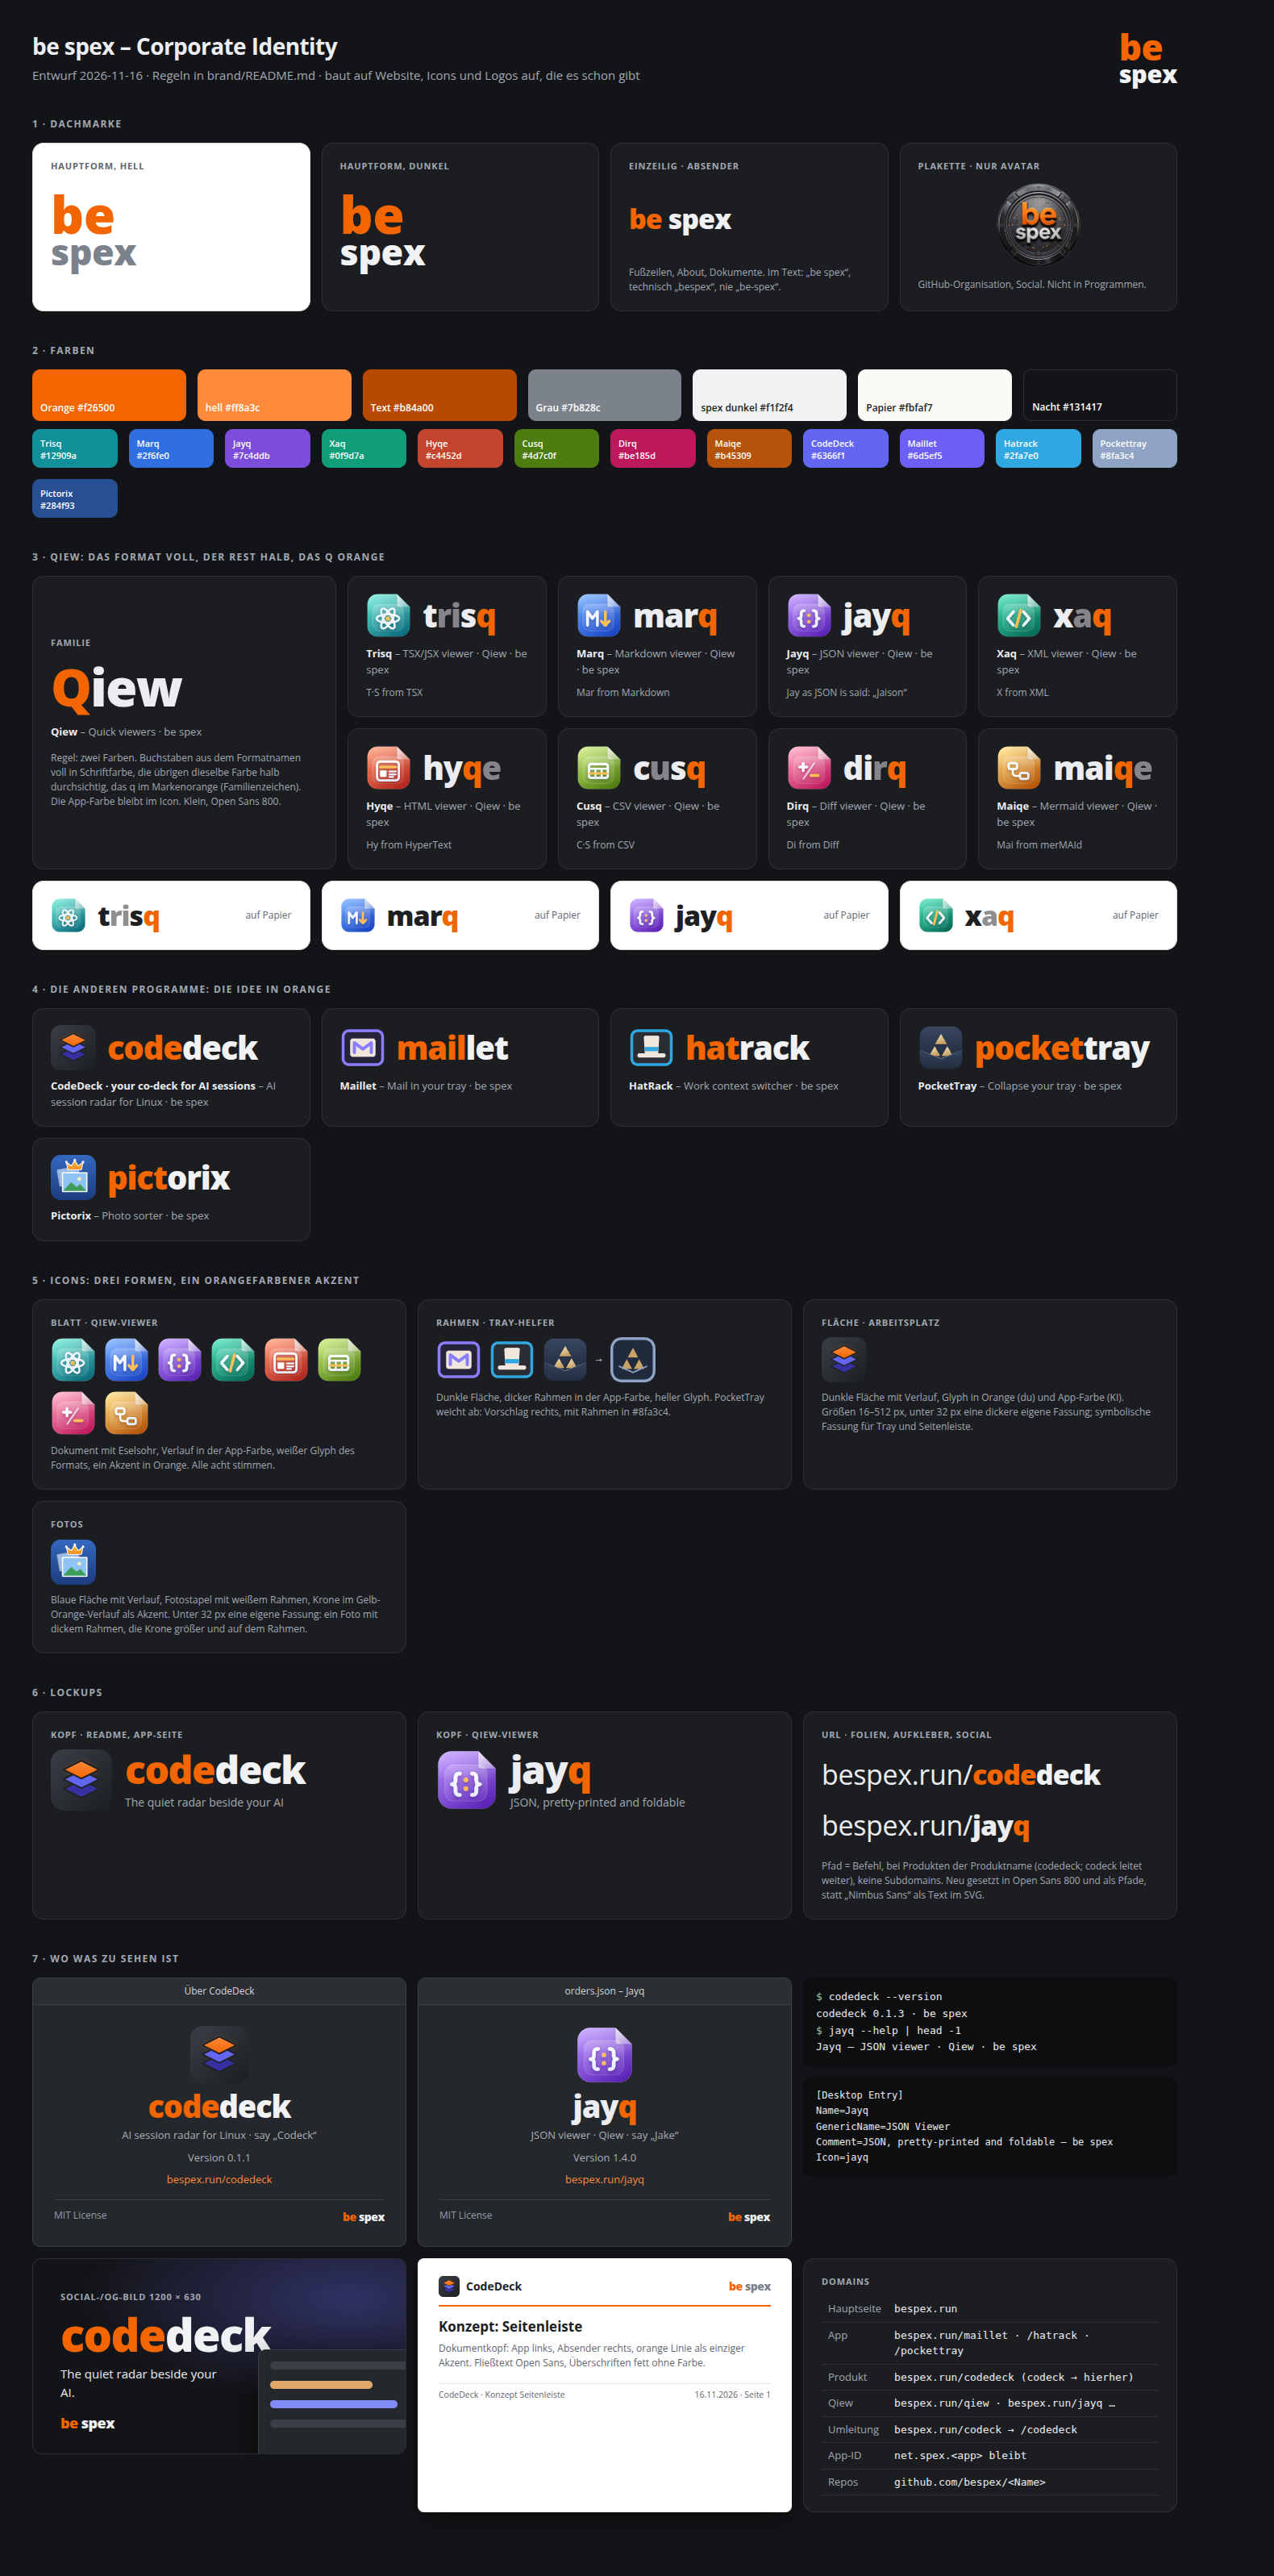 be spex – Corporate Identity
Entwurf 2026-11-16 · Regeln in brand/README.md · baut auf Website, Icons und Logos auf, die es schon gibt
be
spex
1 · DACHMARKE
HAUPTFORM, HELL
be
spex
HAUPTFORM, DUNKEL
be
spex
EINZEILIG · ABSENDER
be spex
Fußzeilen, About, Dokumente. Im Text: „be spex“,
technisch „bespex“, nie „be-spex“.
PLAKETTE · NUR AVATAR
be
spex
GitHub-Organisation, Social. Nicht in Programmen.
2 · FARBEN
Orange #f26500
hell #ff8a3c
Text #b84a00
Grau #7b828c
spex dunkel #f1f2f4
Papier #fbfaf7
Nacht #131417
Trisq
#12909a
Marq
#2f6fe0
Jayq
#7c4ddb
Xaq
#0f9d7a
Hyqe
#c4452d
Cusq
#4d7c0f
Dirq
#be185d
Maiqe
#b45309
CodeDeck
#6366f1
Maillet
#6d5ef5
Hatrack
#2fa7e0
Pockettray
#8fa3c4
Pictorix
#284f93
3 · QIEW: DAS FORMAT VOLL, DER REST HALB, DAS Q ORANGE
FAMILIE
Qiew
Qiew – Quick viewers · be spex
Regel: zwei Farben. Buchstaben aus dem Formatnamen
voll in Schriftfarbe, die übrigen dieselbe Farbe halb
durchsichtig, das q im Markenorange (Familienzeichen).
Die App-Farbe bleibt im Icon. Klein, Open Sans 800.
trisq
Trisq – TSX/JSX viewer · Qiew · be
spex
T·S from TSX
M marq
Marq – Markdown viewer · Qiew
· be spex
Mar from Markdown
{:} jayq
Jayq – JSON viewer · Qiew · be
spex
Jay as JSON is said: „Jaison“
</> xaq
Xaq – XML viewer · Qiew · be
spex
X from XML
hyqe
Hyqe – HTML viewer · Qiew · be
spex
Hy from HyperText
cusq
Cusq – CSV viewer · Qiew · be
spex
C·S from CSV
dirq
Dirq – Diff viewer · Qiew · be
spex
Di from Diff
maiqe
Maiqe – Mermaid viewer · Qiew ·
be spex
Mai from merMAId
trisq
auf Papier
M marq
auf Papier
{:} jayq
auf Papier
</> xaq
auf Papier
4 · DIE ANDEREN PROGRAMME: DIE IDEE IN ORANGE
codedeck
CodeDeck · your co-deck for AI sessions – AI
session radar for Linux · be spex
maillet
Maillet – Mail in your tray · be spex
hatrack
HatRack – Work context switcher · be spex
pockettray
PocketTray – Collapse your tray · be spex
pictorix
Pictorix – Photo sorter · be spex
5 · ICONS: DREI FORMEN, EIN ORANGEFARBENER AKZENT
BLATT · QIEW-VIEWER
Dokument mit Eselsohr, Verlauf in der App-Farbe, weißer Glyph des
Formats, ein Akzent in Orange. Alle acht stimmen.
RAHMEN · TRAY-HELFER
→
Dunkle Fläche, dicker Rahmen in der App-Farbe, heller Glyph. PocketTray
weicht ab: Vorschlag rechts, mit Rahmen in #8fa3c4.
FLÄCHE · ARBEITSPLATZ
Dunkle Fläche mit Verlauf, Glyph in Orange (du) und App-Farbe (KI).
Größen 16–512 px, unter 32 px eine dickere eigene Fassung; symbolische
Fassung für Tray und Seitenleiste.
FOTOS
Blaue Fläche mit Verlauf, Fotostapel mit weißem Rahmen, Krone im Gelb-
Orange-Verlauf als Akzent. Unter 32 px eine eigene Fassung: ein Foto mit
dickem Rahmen, die Krone größer und auf dem Rahmen.
6 · LOCKUPS
KOPF · README, APP-SEITE
codedeck
The quiet radar beside your AI
KOPF · QIEW-VIEWER
{:} jayq
JSON, pretty-printed and foldable
URL · FOLIEN, AUFKLEBER, SOCIAL
bespex.run/codedeck
bespex.run/jayq
Pfad = Befehl, bei Produkten der Produktname (codedeck; codeck leitet
weiter), keine Subdomains. Neu gesetzt in Open Sans 800 und als Pfade,
statt „Nimbus Sans“ als Text im SVG.
7 · WO WAS ZU SEHEN IST
Über CodeDeck
codedeck
AI session radar for Linux · say „Codeck“
Version 0.1.1
bespex.run/codedeck
MIT License
be spex
orders.json – Jayq
{:}
jayq
JSON viewer · Qiew · say „Jake“
Version 1.4.0
bespex.run/jayq
MIT License
be spex
$ codedeck --version
codedeck 0.1.3 · be spex
$ jayq --help | head -1
Jayq – JSON viewer · Qiew · be spex
[Desktop Entry]
Name=Jayq
GenericName=JSON Viewer
Comment=JSON, pretty-printed and foldable – be spex
Icon=jayq
SOCIAL-/OG-BILD 1200 × 630
codedeck
The quiet radar beside your
AI.
be spex
CodeDeck
be spex
Konzept: Seitenleiste
Dokumentkopf: App links, Absender rechts, orange Linie als einziger
Akzent. Fließtext Open Sans, Überschriften fett ohne Farbe.
CodeDeck · Konzept Seitenleiste
16.11.2026 · Seite 1
DOMAINS
Hauptseite bespex.run
App bespex.run/maillet · /hatrack ·
/pockettray
Produkt bespex.run/codedeck (codeck → hierher)
Qiew bespex.run/qiew · bespex.run/jayq …
Umleitung bespex.run/codeck → /codedeck
App-ID net.spex.<app> bleibt
Repos github.com/bespex/<Name>